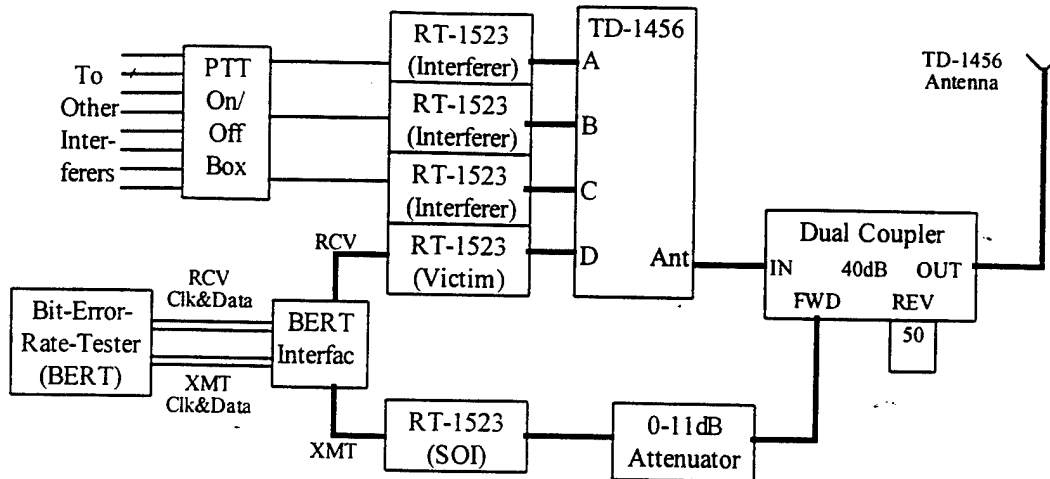 To
Other
Inter-
ferers
PTT
On/
Off
Box
RT-1523
(Interferer)
RT-1523
(Interferer)
RT-1523
(Interferer)
RT-1523
(Victim)
TD-1456
A
B
C
D
Ant
TD-1456
Antenna
Dual Coupler
IN 40dB OUT
FWD REV
50
RCV
RCV
Clk&Data
Bit-Error-
Rate-Tester
(BERT)
XMT
Clk&Data
BERT
Interfac
XMT
RT-1523
(SOI)
0-11dB
Attenuator